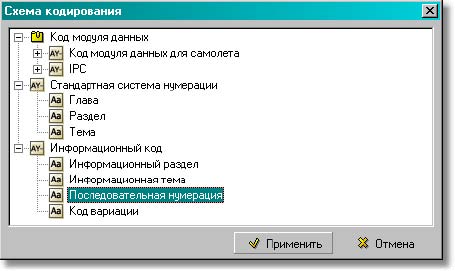 Схема кодирования
Код модуля данных
AY- Код модуля данных для самолета
AY- IPC
AY- Стандартная система нумерации
Aa Глава
Aa Раздел
Aa Тема
AY- Информационный код
Aa Информационный раздел
Aa Информационная тема
Aa Последовательная нумерация
Aa Код вариации
Применить Отмена